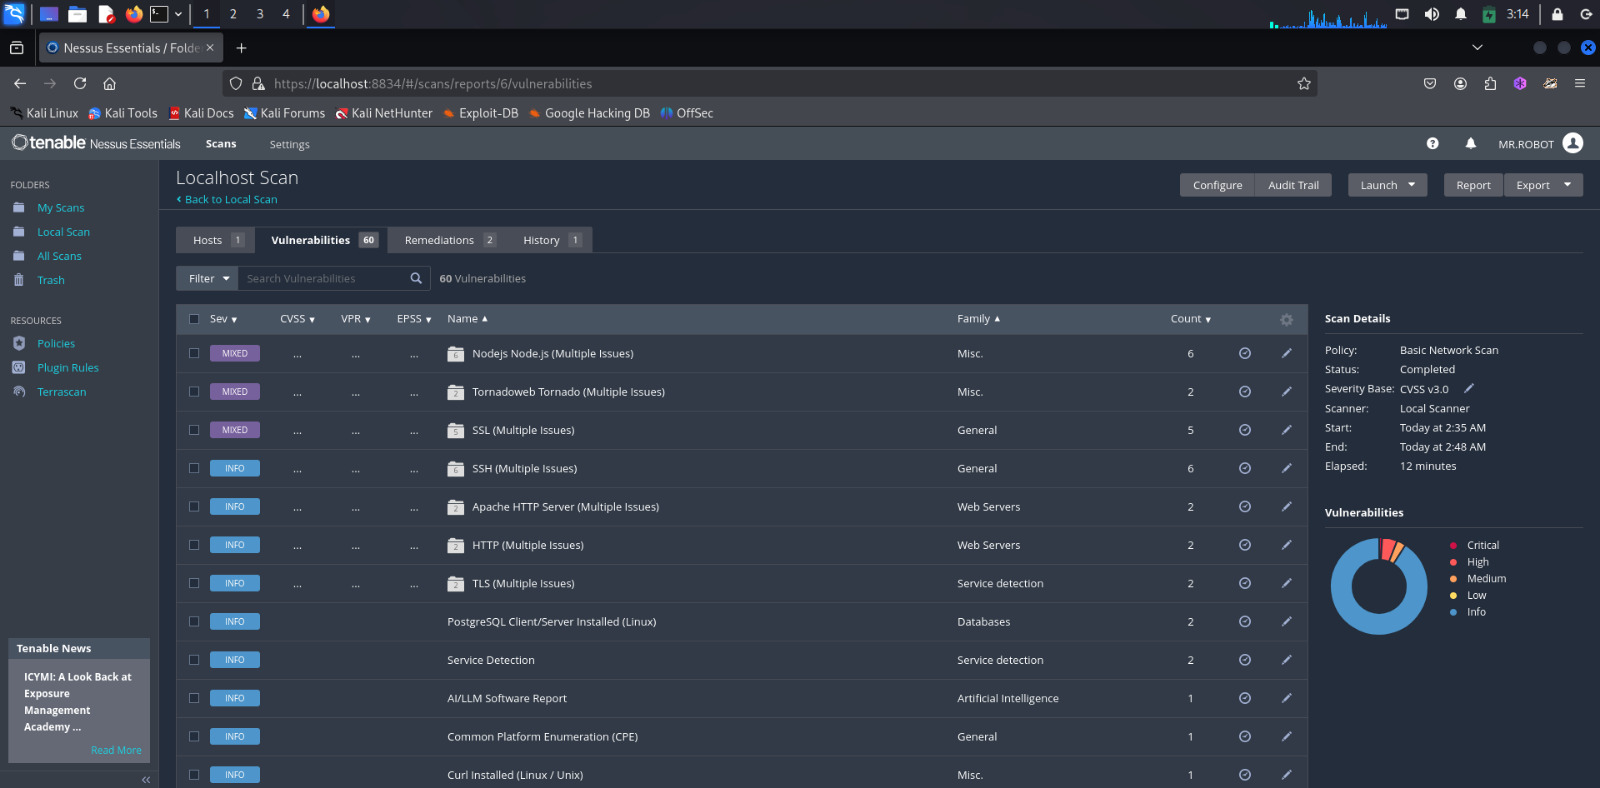 1 2 3 4 3:14
Nessus Essentials / Folde
https://localhost:8834/#/scans/reports/6/vulnerabilities
Kali Linux Kali Tools Kali Docs Kali Forums Kali NetHunter Exploit-DB Google Hacking DB OffSec
tenable Nessus Essentials Scans Settings MR.ROBOT
FOLDERS
My Scans
Local Scan
All Scans
Trash
RESOURCES
Policies
Plugin Rules
Terrascan
Tenable News
ICYMI: A Look Back at
Exposure
Management
Academy ...
Read More
Localhost Scan
Back to Local Scan
Configure Audit Trail Launch Report Export
Hosts 1 Vulnerabilities 60 Remediations 2 History 1
Filter Search Vulnerabilities 60 Vulnerabilities
Sev CVSS VPR EPSS Name Family Count
MIXED ... ... ... 6 Nodejs Node.js (Multiple Issues) Misc. 6
MIXED ... ... ... 2 Tornadoweb Tornado (Multiple Issues) Misc. 2
MIXED ... ... ... 5 SSL (Multiple Issues) General 5
INFO ... ... ... 6 SSH (Multiple Issues) General 6
INFO ... ... ... 2 Apache HTTP Server (Multiple Issues) Web Servers 2
INFO ... ... ... 2 HTTP (Multiple Issues) Web Servers 2
INFO ... ... ... 2 TLS (Multiple Issues) Service detection 2
INFO PostgreSQL Client/Server Installed (Linux) Databases 2
INFO Service Detection Service detection 2
INFO AI/LLM Software Report Artificial Intelligence 1
INFO Common Platform Enumeration (CPE) General 1
INFO Curl Installed (Linux / Unix) Misc. 1
Scan Details
Policy: Basic Network Scan
Status: Completed
Severity Base: CVSS v3.0
Scanner: Local Scanner
Start: Today at 2:35 AM
End: Today at 2:48 AM
Elapsed: 12 minutes
Vulnerabilities
Critical
High
Medium
Low
Info